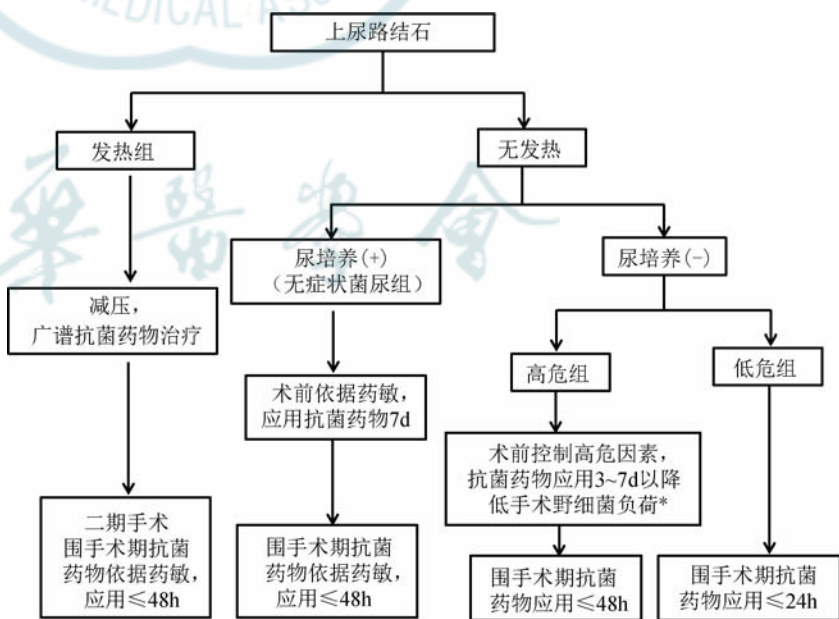 MEDICAL ASS
上尿路结石
发热组
无发热
尿培养(+)
（无症状菌尿组）
尿培养(-)
减压，
广谱抗菌药物治疗
高危组
低危组
术前依据药敏，
应用抗菌药物7d
术前控制高危因素，
抗菌药物应用3~7d以降
低手术野细菌负荷*
二期手术
围手术期抗菌
药物依据药敏，
应用≤48h
围手术期抗菌
药物依据药敏，
应用≤48h
围手术期抗菌
药物应用≤48h
围手术期抗菌
药物应用≤24h
華醫學會